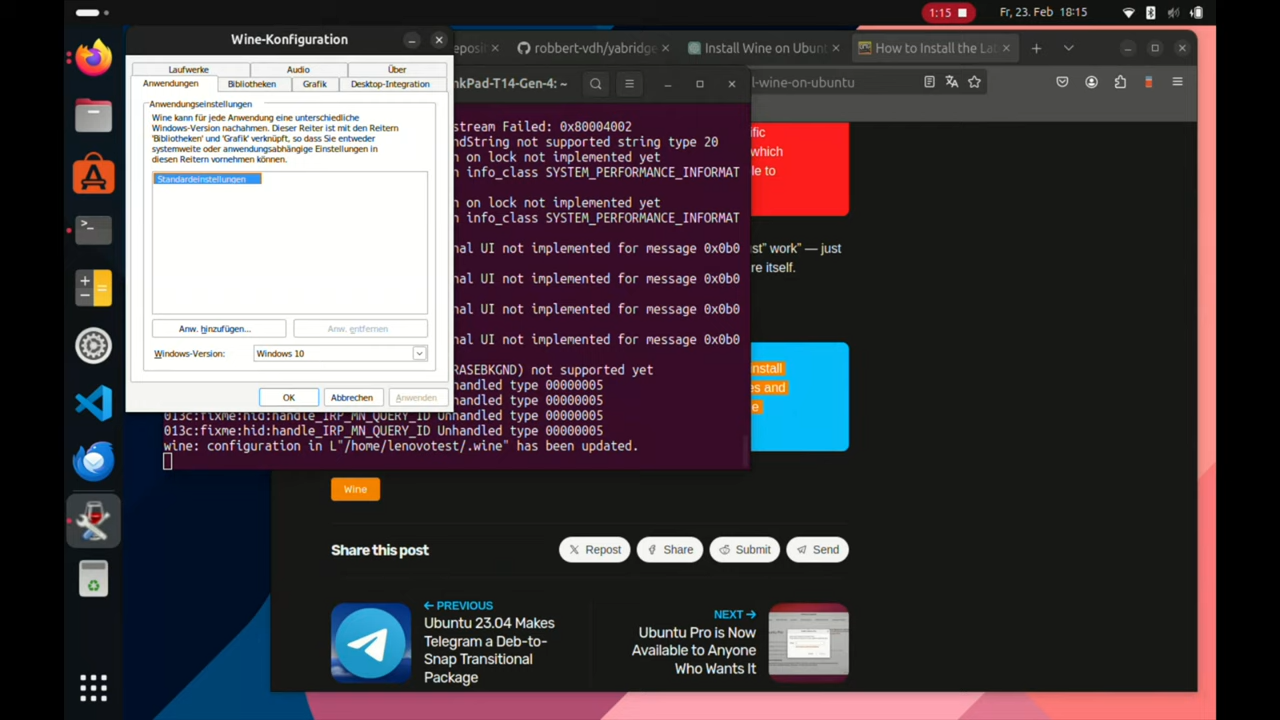 1:15
Fr, 23. Feb 18:15
Wine-Konfiguration
Laufwerke
Audio
Über
Anwendungen
Bibliotheken
Grafik
Desktop-Integration
Anwendungseinstellungen
Wine kann für jede Anwendung eine unterschiedliche
Windows-Version nachahmen. Dieser Reiter ist mit den Reitern
'Bibliotheken' und 'Grafik' verknüpft, so dass Sie entweder
systemweite oder anwendungsabhängige Einstellungen in
diesen Reitern vornehmen können.
Standardeinstellungen
Anw. hinzufügen...
Anw. entfernen
Windows-Version:
Windows 10
OK
Abbrechen
Anwenden
robbert-vdh/yabridge
Install Wine on Ubun
How to Install the La
nkPad-T14-Gen-4: ~
l-wine-on-ubuntu
stream Failed: 0x80004002
ndString not supported string type 20
n on lock not implemented yet
n info_class SYSTEM_PERFORMANCE_INFORMAT
n on lock not implemented yet
n info_class SYSTEM_PERFORMANCE_INFORMAT
nal UI not implemented for message 0x0b0
nal UI not implemented for message 0x0b0
nal UI not implemented for message 0x0b0
nal UI not implemented for message 0x0b0
RASEBKGND) not supported yet
nhandled type 00000005
nhandled type 00000005
013c:fixme:hid:handle_IRP_MN_QUERY_ID Unhandled type 00000005
013c:fixme:hid:handle_IRP_MN_QUERY_ID Unhandled type 00000005
wine: configuration in L"/home/lenovotest/.wine" has been updated.
fic
which
le to
st" work" — just
re itself.
stall
s and
e
Wine
Share this post
Repost
Share
Submit
Send
← PREVIOUS
Ubuntu 23.04 Makes
Telegram a Deb-to-
Snap Transitional
Package
NEXT →
Ubuntu Pro is Now
Available to Anyone
Who Wants It